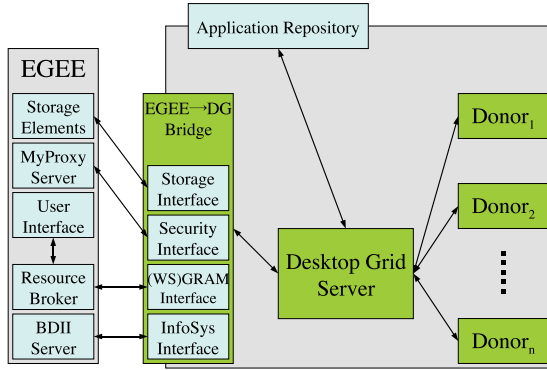 Application Repository
EGEE
Storage
Elements
MyProxy
Server
User
Interface
Resource
Broker
BDII
Server
EGEE→DG
Bridge
Storage
Interface
Security
Interface
(WS)GRAM
Interface
InfoSys
Interface
Desktop Grid
Server
Donor₁
Donor₂
Donorₙ